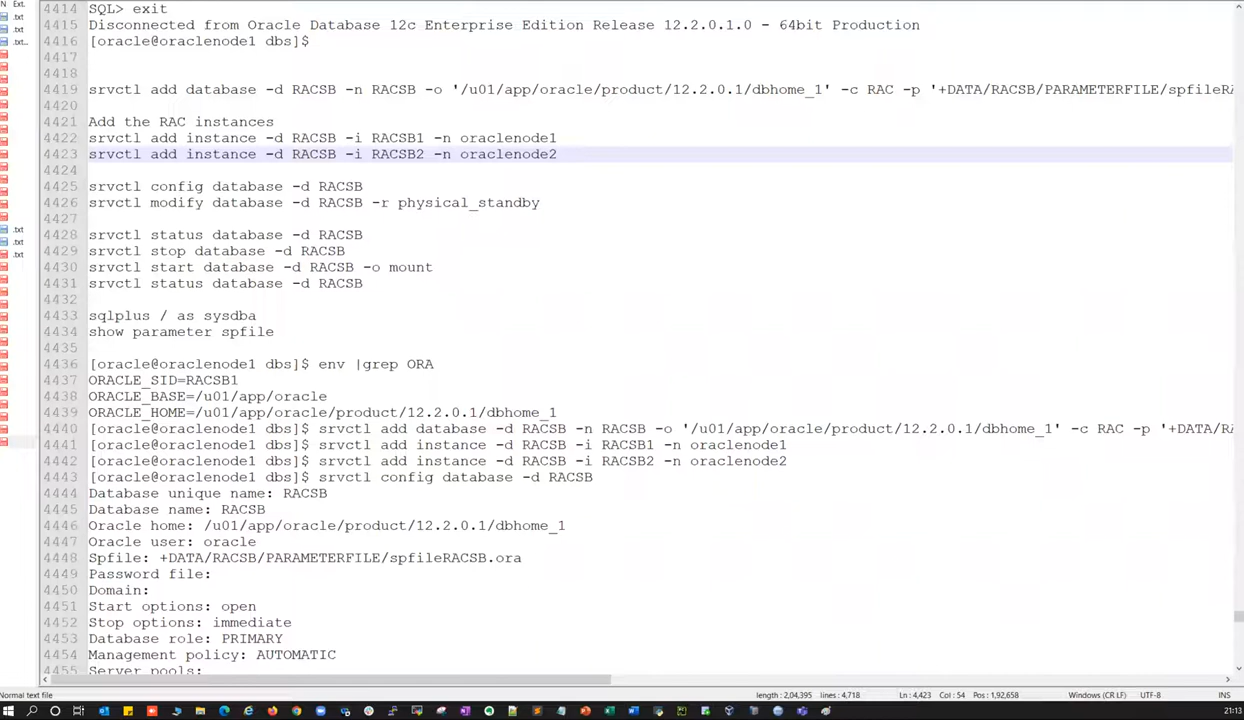 N Ext.
.txt
.txt
.txt...
.txt
.txt
.txt
4414 SQL> exit
4415 Disconnected from Oracle Database 12c Enterprise Edition Release 12.2.0.1.0 - 64bit Production
4416 [oracle@oraclenode1 dbs]$
4417
4418
4419 srvctl add database -d RACSB -n RACSB -o '/u01/app/oracle/product/12.2.0.1/dbhome_1' -c RAC -p '+DATA/RACSB/PARAMETERFILE/spfileRA
4420
4421 Add the RAC instances
4422 srvctl add instance -d RACSB -i RACSB1 -n oraclenode1
4423 srvctl add instance -d RACSB -i RACSB2 -n oraclenode2
4424
4425 srvctl config database -d RACSB
4426 srvctl modify database -d RACSB -r physical_standby
4427
4428 srvctl status database -d RACSB
4429 srvctl stop database -d RACSB
4430 srvctl start database -d RACSB -o mount
4431 srvctl status database -d RACSB
4432
4433 sqlplus / as sysdba
4434 show parameter spfile
4435
4436 [oracle@oraclenode1 dbs]$ env |grep ORA
4437 ORACLE_SID=RACSB1
4438 ORACLE_BASE=/u01/app/oracle
4439 ORACLE_HOME=/u01/app/oracle/product/12.2.0.1/dbhome_1
4440 [oracle@oraclenode1 dbs]$ srvctl add database -d RACSB -n RACSB -o '/u01/app/oracle/product/12.2.0.1/dbhome_1' -c RAC -p '+DATA/RA
4441 [oracle@oraclenode1 dbs]$ srvctl add instance -d RACSB -i RACSB1 -n oraclenode1
4442 [oracle@oraclenode1 dbs]$ srvctl add instance -d RACSB -i RACSB2 -n oraclenode2
4443 [oracle@oraclenode1 dbs]$ srvctl config database -d RACSB
4444 Database unique name: RACSB
4445 Database name: RACSB
4446 Oracle home: /u01/app/oracle/product/12.2.0.1/dbhome_1
4447 Oracle user: oracle
4448 Spfile: +DATA/RACSB/PARAMETERFILE/spfileRACSB.ora
4449 Password file:
4450 Domain:
4451 Start options: open
4452 Stop options: immediate
4453 Database role: PRIMARY
4454 Management policy: AUTOMATIC
4455 Server pools:
Normal text file length : 2,04,395 lines : 4,718 Ln : 4,423 Col : 54 Pos : 1,92,658 Windows (CR LF) UTF-8 INS
21:13